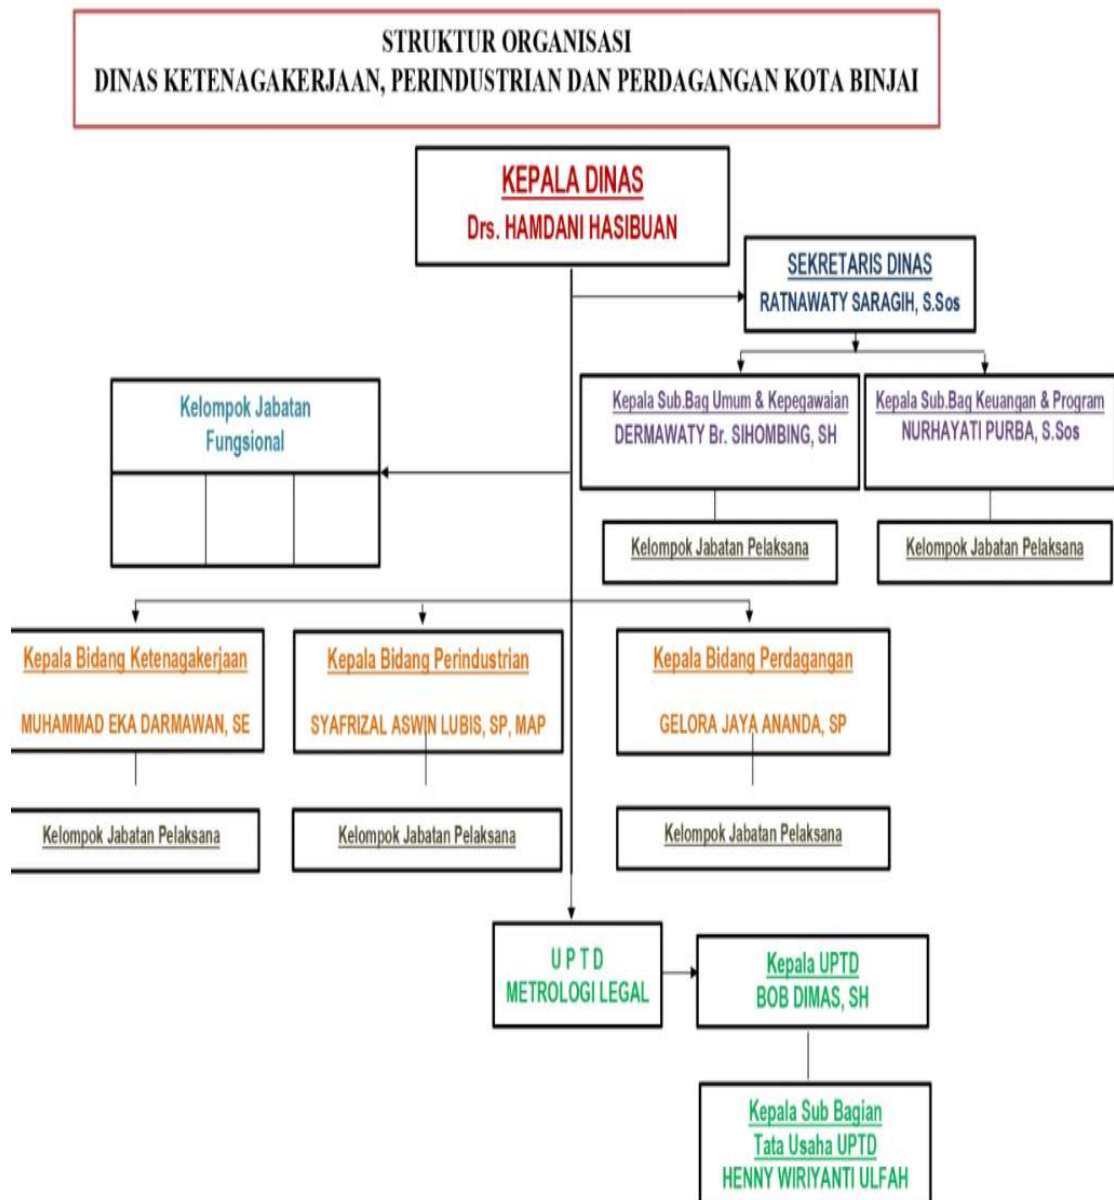 STRUKTUR ORGANISASI
DINAS KETENAGAKERJAAN, PERINDUSTRIAN DAN PERDAGANGAN KOTA BINJAI
KEPALA DINAS
Drs. HAMDANI HASIBUAN
SEKRETARIS DINAS
RATNAWATY SARAGIH, S.Sos
Kelompok Jabatan
Fungsional
Kepala Sub.Bag Umum & Kepegawaian
DERMAWATY Br. SIHOMBING, SH
Kepala Sub.Bag Keuangan & Program
NURHAYATI PURBA, S.Sos
Kelompok Jabatan Pelaksana
Kelompok Jabatan Pelaksana
Kepala Bidang Ketenagakerjaan
MUHAMMAD EKA DARMAWAN, SE
Kepala Bidang Perindustrian
SYAFRIZAL ASWIN LUBIS, SP, MAP
Kepala Bidang Perdagangan
GELORA JAYA ANANDA, SP
Kelompok Jabatan Pelaksana
Kelompok Jabatan Pelaksana
Kelompok Jabatan Pelaksana
U P T D
METROLOGI LEGAL
Kepala UPTD
BOB DIMAS, SH
Kepala Sub Bagian
Tata Usaha UPTD
HENNY WIRIYANTI ULFAH